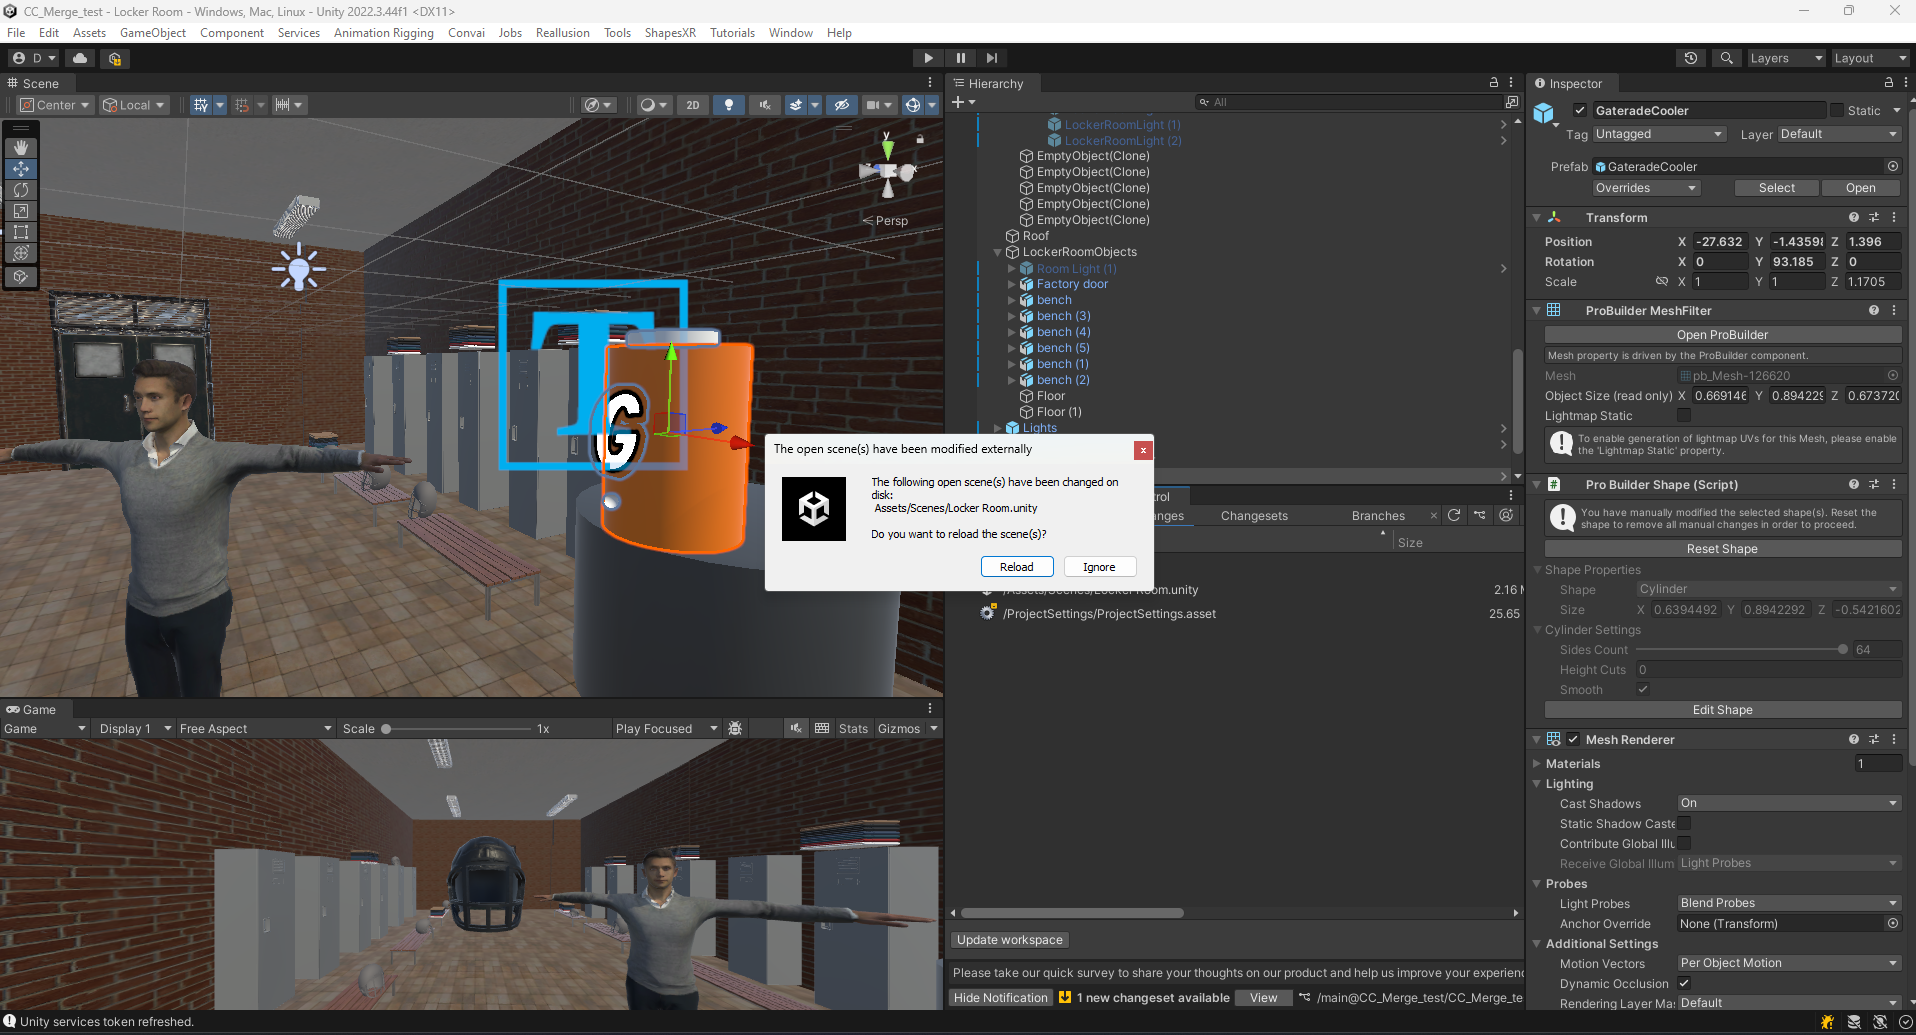 CC_Merge_test - Locker Room - Windows, Mac, Linux - Unity 2022.3.44f1 <DX11>
File Edit Assets GameObject Component Services Animation Rigging Convai Jobs Reallusion Tools ShapesXR Tutorials Window Help
D
Layers Layout
Scene
Center Local 2D
y
Persp
T
G
Hierarchy
All
LockerRoomLight (1)
LockerRoomLight (2)
EmptyObject(Clone)
EmptyObject(Clone)
EmptyObject(Clone)
EmptyObject(Clone)
EmptyObject(Clone)
Roof
LockerRoomObjects
Room Light (1)
Factory door
bench
bench (3)
bench (4)
bench (5)
bench (1)
bench (2)
Floor
Floor (1)
Lights
The open scene(s) have been modified externally
x
The following open scene(s) have been changed on
disk:
Assets/Scenes/Locker Room.unity
Do you want to reload the scene(s)?
Reload Ignore
Changesets Branches ×
Size
/Assets/Scenes/Locker Room.unity 2.16
/ProjectSettings/ProjectSettings.asset 25.65
Update workspace
Please take our quick survey to share your thoughts on our product and help us improve your experien
Hide Notification 1 new changeset available View /main@CC_Merge_test/CC_Merge_te
Game
Game Display 1 Free Aspect Scale 1x Play Focused Stats Gizmos
Inspector
GateradeCooler Static
Tag Untagged Layer Default
Prefab GateradeCooler
Overrides Select Open
Transform
Position X -27.632 Y -1.43598 Z 1.396
Rotation X 0 Y 93.185 Z 0
Scale X 1 Y 1 Z 1.1705
ProBuilder MeshFilter
Open ProBuilder
Mesh property is driven by the ProBuilder component.
Mesh pb_Mesh-126620
Object Size (read only) X 0.669146 Y 0.894229 Z 0.673720
Lightmap Static
To enable generation of lightmap UVs for this Mesh, please enable
the 'Lightmap Static' property.
Pro Builder Shape (Script)
You have manually modified the selected shape(s). Reset the
shape to remove all manual changes in order to proceed.
Reset Shape
Shape Properties
Shape Cylinder
Size X 0.6394492 Y 0.8942292 Z -0.5421602
Cylinder Settings
Sides Count 64
Height Cuts 0
Smooth
Edit Shape
Mesh Renderer
Materials 1
Lighting
Cast Shadows On
Static Shadow Caste
Contribute Global Illu
Receive Global Illum Light Probes
Probes
Light Probes Blend Probes
Anchor Override None (Transform)
Additional Settings
Motion Vectors Per Object Motion
Dynamic Occlusion
Rendering Layer Mas Default
Unity services token refreshed.